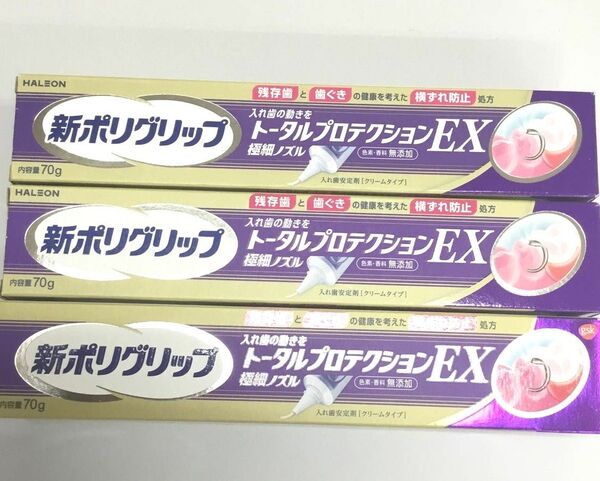 HALEON
残存歯と歯ぐきの健康を考えた横ずれ防止処方
新ポリグリップ
入れ歯の動きを
トータルプロテクションEX
極細ノズル
色素・香料 無添加
内容量70g
入れ歯安定剤［クリームタイプ］
HALEON
残存歯と歯ぐきの健康を考えた横ずれ防止処方
新ポリグリップ
入れ歯の動きを
トータルプロテクションEX
極細ノズル
色素・香料 無添加
内容量70g
入れ歯安定剤［クリームタイプ］
と の健康を考えた 処方
gsk
新ポリグリップ
入れ歯の動きを
トータルプロテクションEX
極細ノズル
色素・香料 無添加
内容量70g
入れ歯安定剤［クリームタイプ］